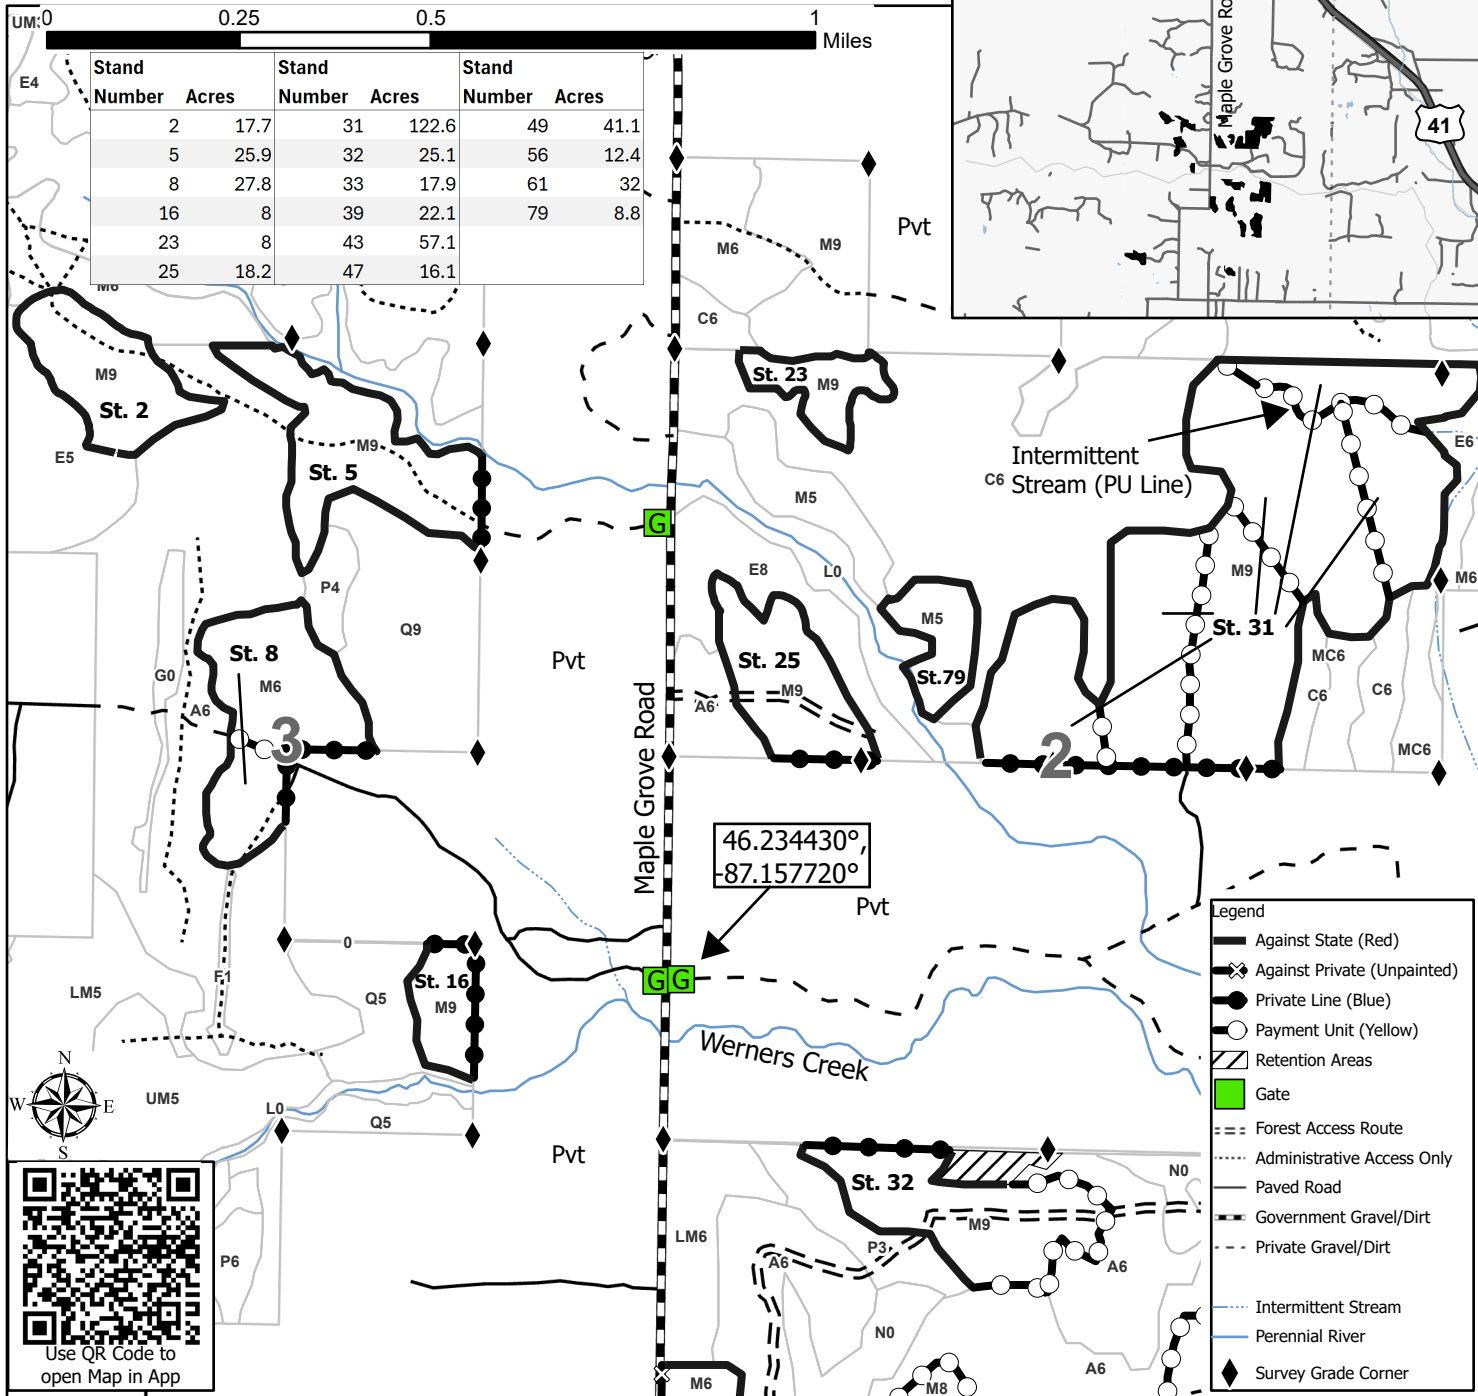 UM
0 0.25 0.5 1
Miles
Stand Stand Stand
Number Acres Number Acres Number Acres
2 17.7 31 122.6 49 41.1
5 25.9 32 25.1 56 12.4
8 27.8 33 17.9 61 32
16 8 39 22.1 79 8.8
23 8 43 57.1
25 18.2 47 16.1
Maple Grove Ro
41
E4
M6
M6
M9
Pvt
C6
M9
St. 2
E5
M9
St. 5
St. 23
M9
Intermittent
Stream (PU Line)
C6
E6
M5
G
E8
L0
M9
M6
P4
Q9
M5
St. 8
M6
G0
A6
3
Pvt
St. 25
M9
A6
St.79
St. 31
MC6
C6
C6
MC6
2
Maple Grove Road
46.234430°,
-87.157720°
Pvt
0
St. 16
M9
G G
F1
Q5
LM5
Werners Creek
N
W E
S
UM5
L0
Q5
Pvt
St. 32
N0
M9
LM6
P3
A6
A6
P6
N0
A6
M6
M8
Use QR Code to
open Map in App
Legend
Against State (Red)
Against Private (Unpainted)
Private Line (Blue)
Payment Unit (Yellow)
Retention Areas
Gate
Forest Access Route
Administrative Access Only
Paved Road
Government Gravel/Dirt
Private Gravel/Dirt
Intermittent Stream
Perennial River
Survey Grade Corner